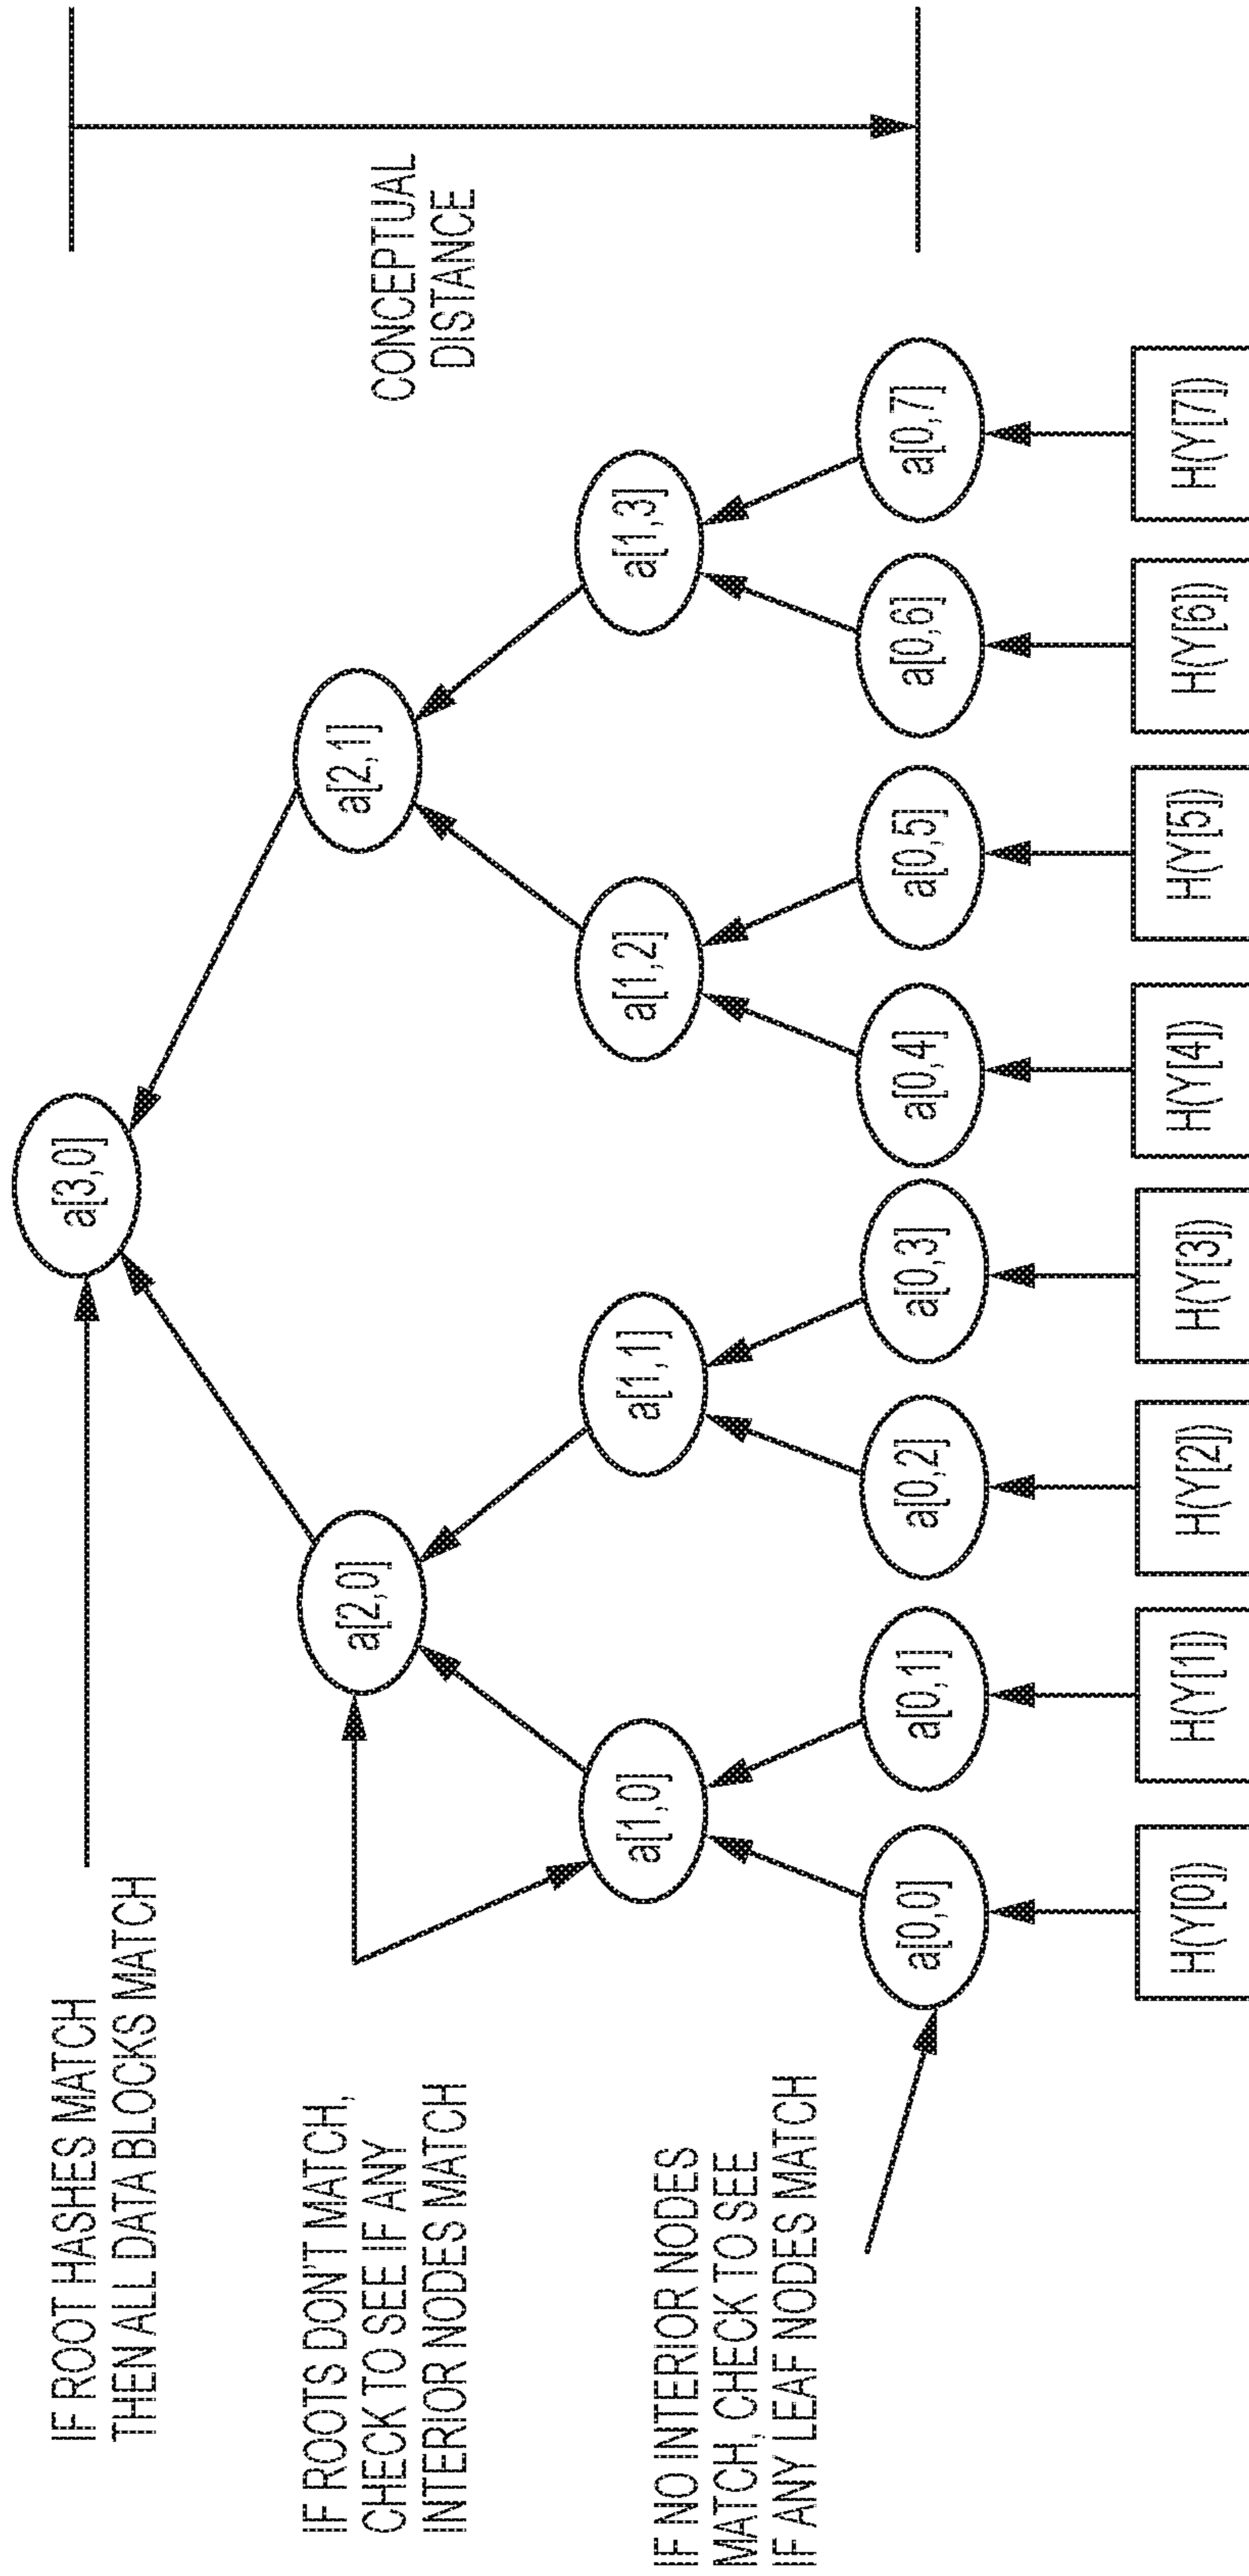 IF ROOT HASHES MATCH
THEN ALL DATA BLOCKS MATCH
a[3,0]
IF ROOTS DON'T MATCH,
CHECK TO SEE IF ANY
INTERIOR NODES MATCH
a[2,0]
a[2,1]
CONCEPTUAL
DISTANCE
IF NO INTERIOR NODES
MATCH, CHECK TO SEE
IF ANY LEAF NODES MATCH
a[1,0]
a[1,1]
a[1,2]
a[1,3]
a[0,0]
a[0,1]
a[0,2]
a[0,3]
a[0,4]
a[0,5]
a[0,6]
a[0,7]
H(Y[0])
H(Y[1])
H(Y[2])
H(Y[3])
H(Y[4])
H(Y[5])
H(Y[6])
H(Y[7])